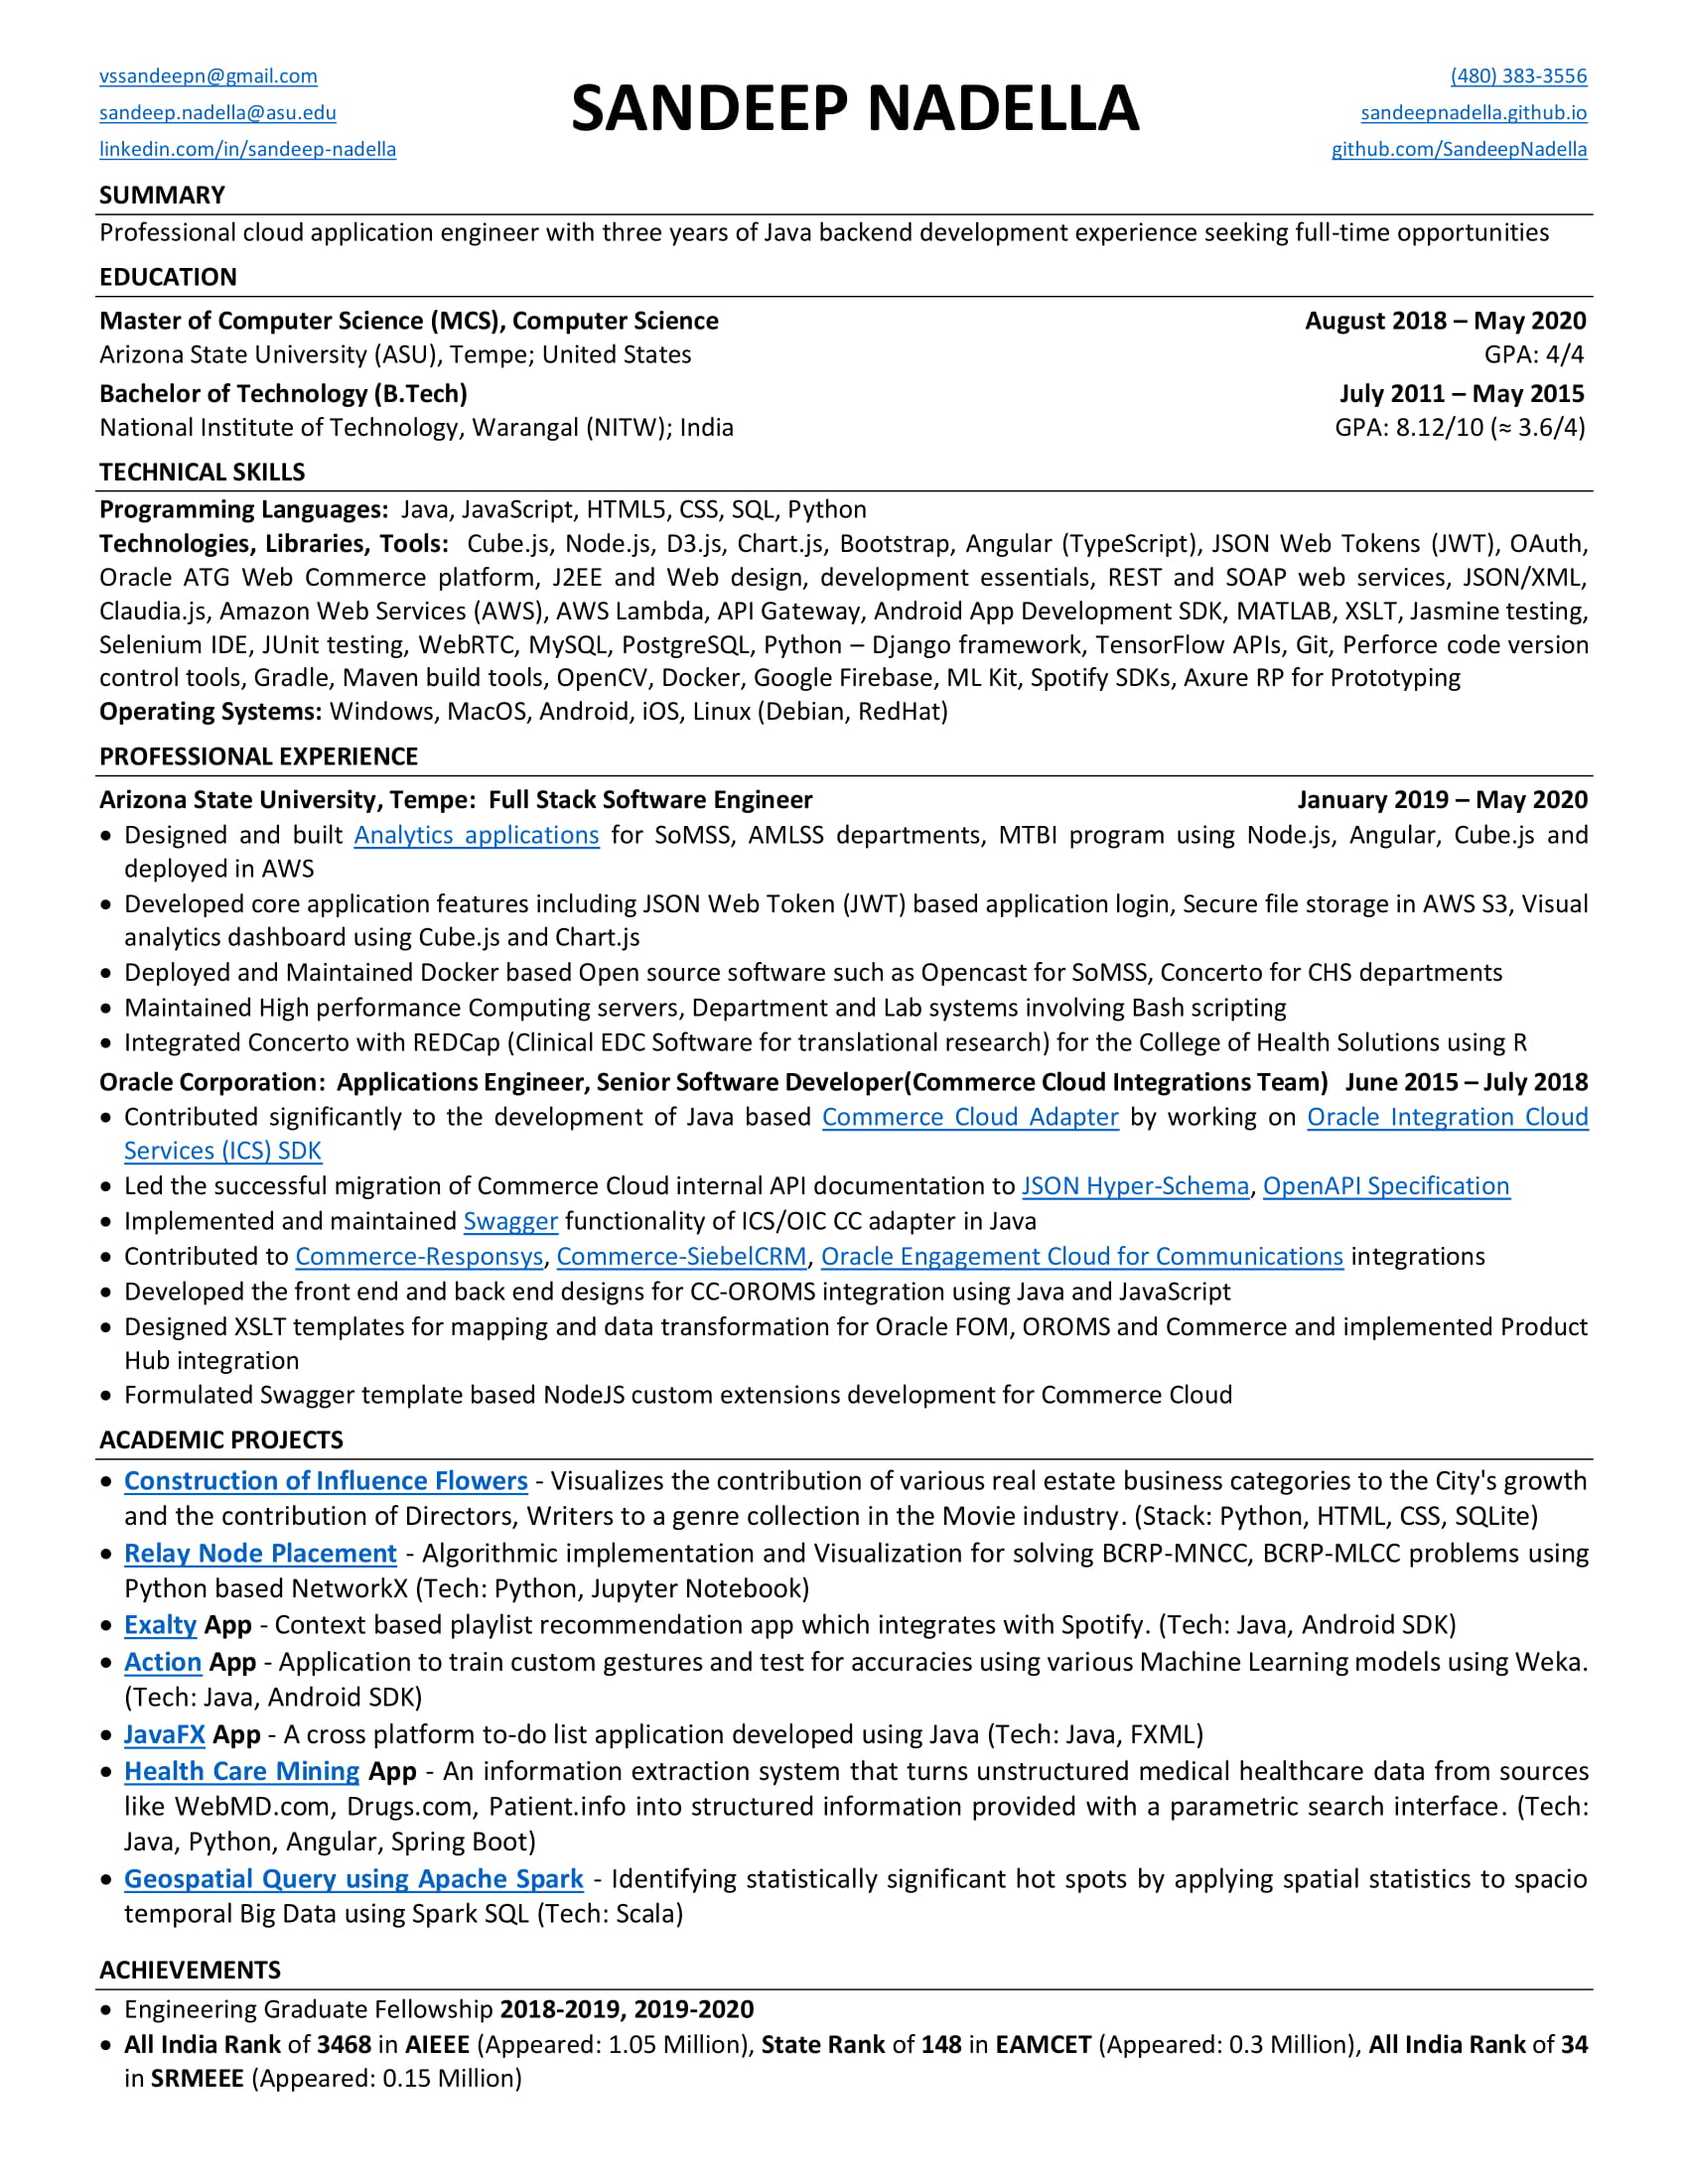 vssandeepn@gmail.com
sandeep.nadella@asu.edu
linkedin.com/in/sandeep-nadella
SANDEEP NADELLA
(480) 383-3556
sandeepnadella.github.io
github.com/SandeepNadella
SUMMARY
Professional cloud application engineer with three years of Java backend development experience seeking full-time opportunities
EDUCATION
Master of Computer Science (MCS), Computer Science August 2018 – May 2020
Arizona State University (ASU), Tempe; United States GPA: 4/4
Bachelor of Technology (B.Tech) July 2011 – May 2015
National Institute of Technology, Warangal (NITW); India GPA: 8.12/10 (≈ 3.6/4)
TECHNICAL SKILLS
Programming Languages: Java, JavaScript, HTML5, CSS, SQL, Python
Technologies, Libraries, Tools: Cube.js, Node.js, D3.js, Chart.js, Bootstrap, Angular (TypeScript), JSON Web Tokens (JWT), OAuth,
Oracle ATG Web Commerce platform, J2EE and Web design, development essentials, REST and SOAP web services, JSON/XML,
Claudia.js, Amazon Web Services (AWS), AWS Lambda, API Gateway, Android App Development SDK, MATLAB, XSLT, Jasmine testing,
Selenium IDE, JUnit testing, WebRTC, MySQL, PostgreSQL, Python – Django framework, TensorFlow APIs, Git, Perforce code version
control tools, Gradle, Maven build tools, OpenCV, Docker, Google Firebase, ML Kit, Spotify SDKs, Axure RP for Prototyping
Operating Systems: Windows, MacOS, Android, iOS, Linux (Debian, RedHat)
PROFESSIONAL EXPERIENCE
Arizona State University, Tempe: Full Stack Software Engineer January 2019 – May 2020
• Designed and built Analytics applications for SoMSS, AMLSS departments, MTBI program using Node.js, Angular, Cube.js and
deployed in AWS
• Developed core application features including JSON Web Token (JWT) based application login, Secure file storage in AWS S3, Visual
analytics dashboard using Cube.js and Chart.js
• Deployed and Maintained Docker based Open source software such as Opencast for SoMSS, Concerto for CHS departments
• Maintained High performance Computing servers, Department and Lab systems involving Bash scripting
• Integrated Concerto with REDCap (Clinical EDC Software for translational research) for the College of Health Solutions using R
Oracle Corporation: Applications Engineer, Senior Software Developer(Commerce Cloud Integrations Team) June 2015 – July 2018
• Contributed significantly to the development of Java based Commerce Cloud Adapter by working on Oracle Integration Cloud
Services (ICS) SDK
• Led the successful migration of Commerce Cloud internal API documentation to JSON Hyper-Schema, OpenAPI Specification
• Implemented and maintained Swagger functionality of ICS/OIC CC adapter in Java
• Contributed to Commerce-Responsys, Commerce-SiebelCRM, Oracle Engagement Cloud for Communications integrations
• Developed the front end and back end designs for CC-OROMS integration using Java and JavaScript
• Designed XSLT templates for mapping and data transformation for Oracle FOM, OROMS and Commerce and implemented Product
Hub integration
• Formulated Swagger template based NodeJS custom extensions development for Commerce Cloud
ACADEMIC PROJECTS
• Construction of Influence Flowers - Visualizes the contribution of various real estate business categories to the City's growth
and the contribution of Directors, Writers to a genre collection in the Movie industry. (Stack: Python, HTML, CSS, SQLite)
• Relay Node Placement - Algorithmic implementation and Visualization for solving BCRP-MNCC, BCRP-MLCC problems using
Python based NetworkX (Tech: Python, Jupyter Notebook)
• Exalty App - Context based playlist recommendation app which integrates with Spotify. (Tech: Java, Android SDK)
• Action App - Application to train custom gestures and test for accuracies using various Machine Learning models using Weka.
(Tech: Java, Android SDK)
• JavaFX App - A cross platform to-do list application developed using Java (Tech: Java, FXML)
• Health Care Mining App - An information extraction system that turns unstructured medical healthcare data from sources
like WebMD.com, Drugs.com, Patient.info into structured information provided with a parametric search interface. (Tech:
Java, Python, Angular, Spring Boot)
• Geospatial Query using Apache Spark - Identifying statistically significant hot spots by applying spatial statistics to spacio
temporal Big Data using Spark SQL (Tech: Scala)
ACHIEVEMENTS
• Engineering Graduate Fellowship 2018-2019, 2019-2020
• All India Rank of 3468 in AIEEE (Appeared: 1.05 Million), State Rank of 148 in EAMCET (Appeared: 0.3 Million), All India Rank of 34
in SRMEEE (Appeared: 0.15 Million)